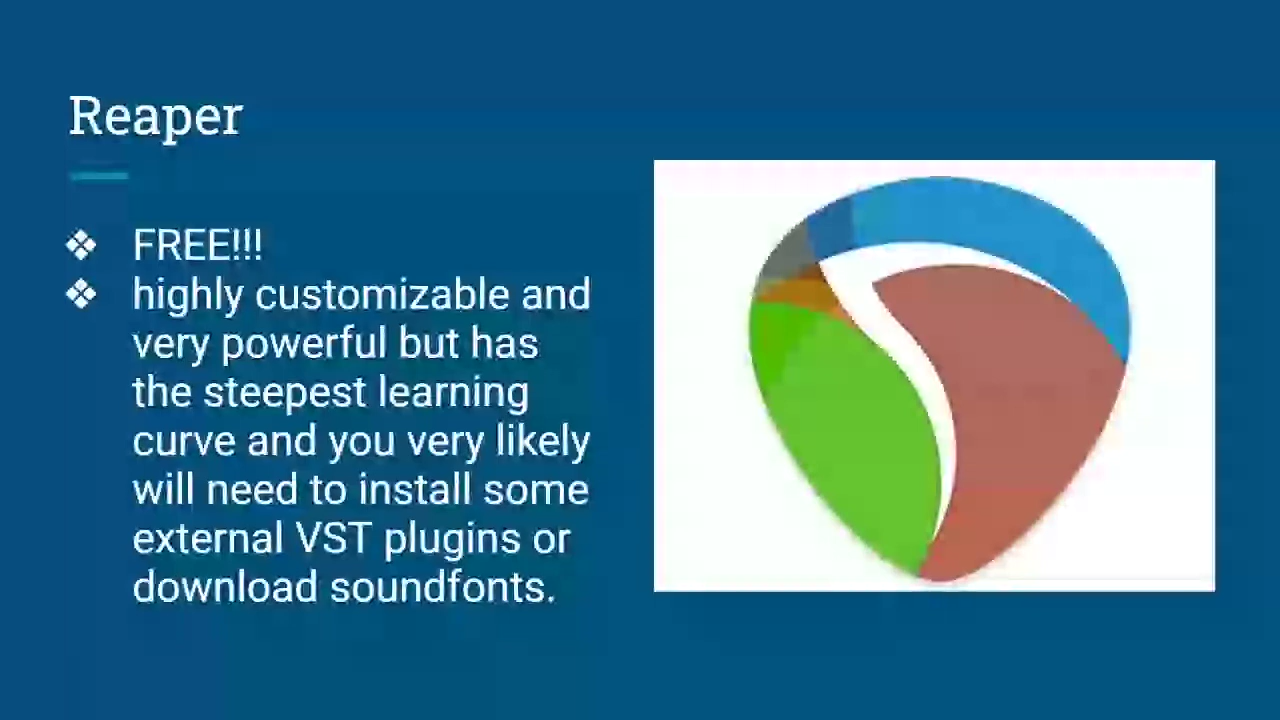 Reaper
❖ FREE!!!
❖ highly customizable and
very powerful but has
the steepest learning
curve and you very likely
will need to install some
external VST plugins or
download soundfonts.